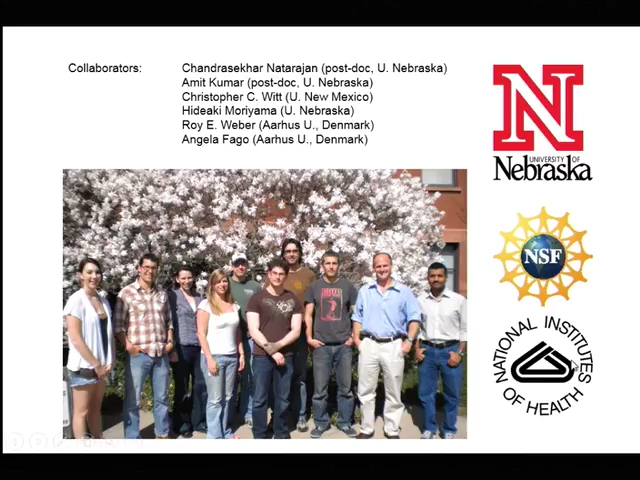 Collaborators: Chandrasekhar Natarajan (post-doc, U. Nebraska)
Amit Kumar (post-doc, U. Nebraska)
Christopher C. Witt (U. New Mexico)
Hideaki Moriyama (U. Nebraska)
Roy E. Weber (Aarhus U., Denmark)
Angela Fago (Aarhus U., Denmark)
N
UNIVERSITY OF
Nebraska
NSF
NATIONAL INSTITUTES
OF HEALTH